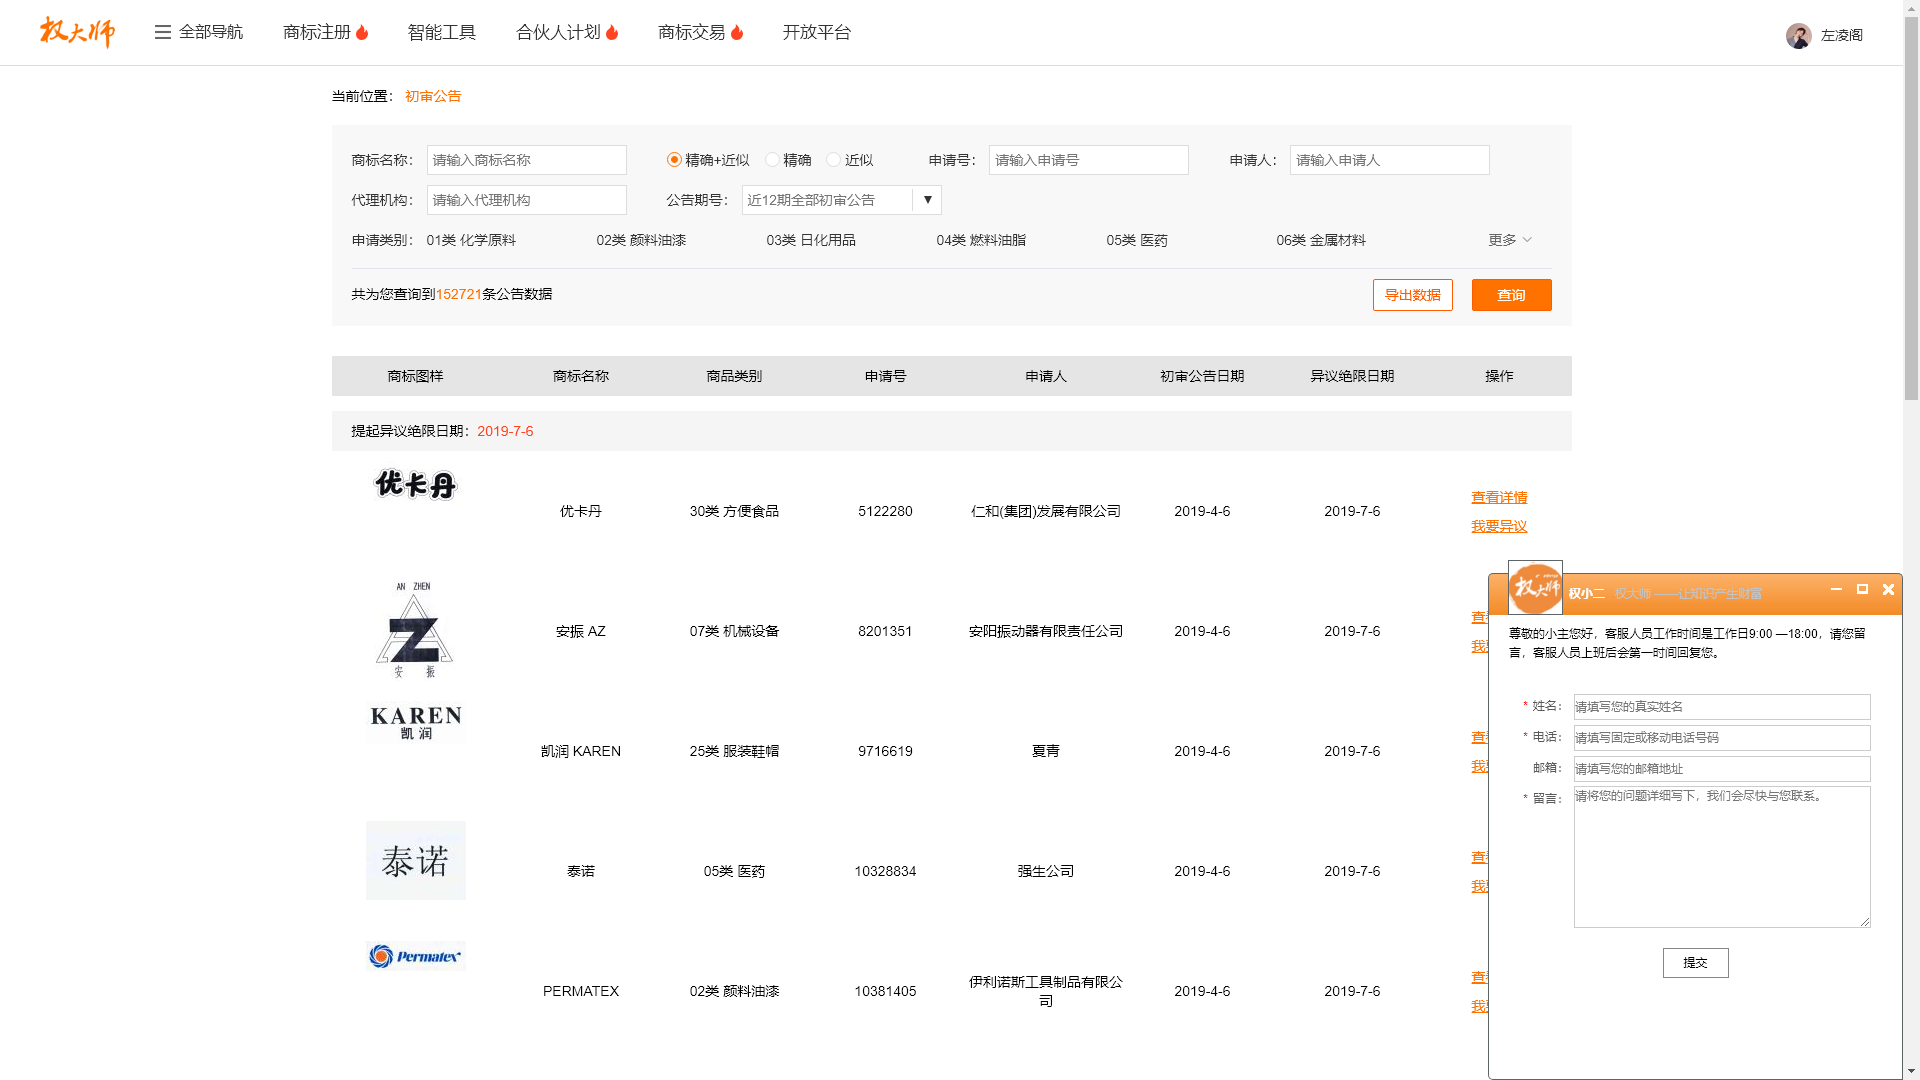 权大师 全部导航 商标注册 智能工具 合伙人计划 商标交易 开放平台 左凌阁
当前位置： 初审公告
商标名称： 请输入商标名称 精确+近似 精确 近似 申请号： 请输入申请号 申请人： 请输入申请人
代理机构： 请输入代理机构 公告期号： 近12期全部初审公告 ▼
申请类别： 01类 化学原料 02类 颜料油漆 03类 日化用品 04类 燃料油脂 05类 医药 06类 金属材料 更多
共为您查询到152721条公告数据 导出数据 查询
商标图样 商标名称 商品类别 申请号 申请人 初审公告日期 异议绝限日期 操作
提起异议绝限日期：2019-7-6
优卡丹
优卡丹 30类 方便食品 5122280 仁和(集团)发展有限公司 2019-4-6 2019-7-6
查看详情
我要异议
AN ZHEN
Z
安 振
安振 AZ 07类 机械设备 8201351 安阳振动器有限责任公司 2019-4-6 2019-7-6
查
我
KAREN
凯润
凯润 KAREN 25类 服装鞋帽 9716619 夏青 2019-4-6 2019-7-6
查
我
泰诺
泰诺 05类 医药 10328834 强生公司 2019-4-6 2019-7-6
查
我
Permatex
PERMATEX 02类 颜料油漆 10381405 伊利诺斯工具制品有限公
司 2019-4-6 2019-7-6
查
我
权大师 权小二 权大师 ——让知识产生财富
尊敬的小主您好，客服人员工作时间是工作日9:00 —18:00，请您留
言，客服人员上班后会第一时间回复您。
* 姓名： 请填写您的真实姓名
* 电话： 请填写固定或移动电话号码
邮箱： 请填写您的邮箱地址
* 留言： 请将您的问题详细写下，我们会尽快与您联系。
提交